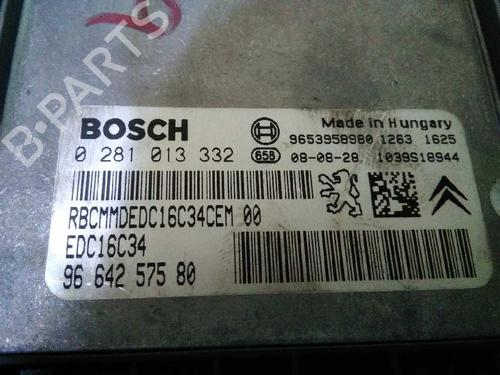 B-PARTS
BOSCH
Made in Hungary
9653958980 1263 1625
0 281 013 332
658
08-08-28 1039S18944
RBCMMDEDC16C34CEM 00
EDC16C34
96 642 575 80